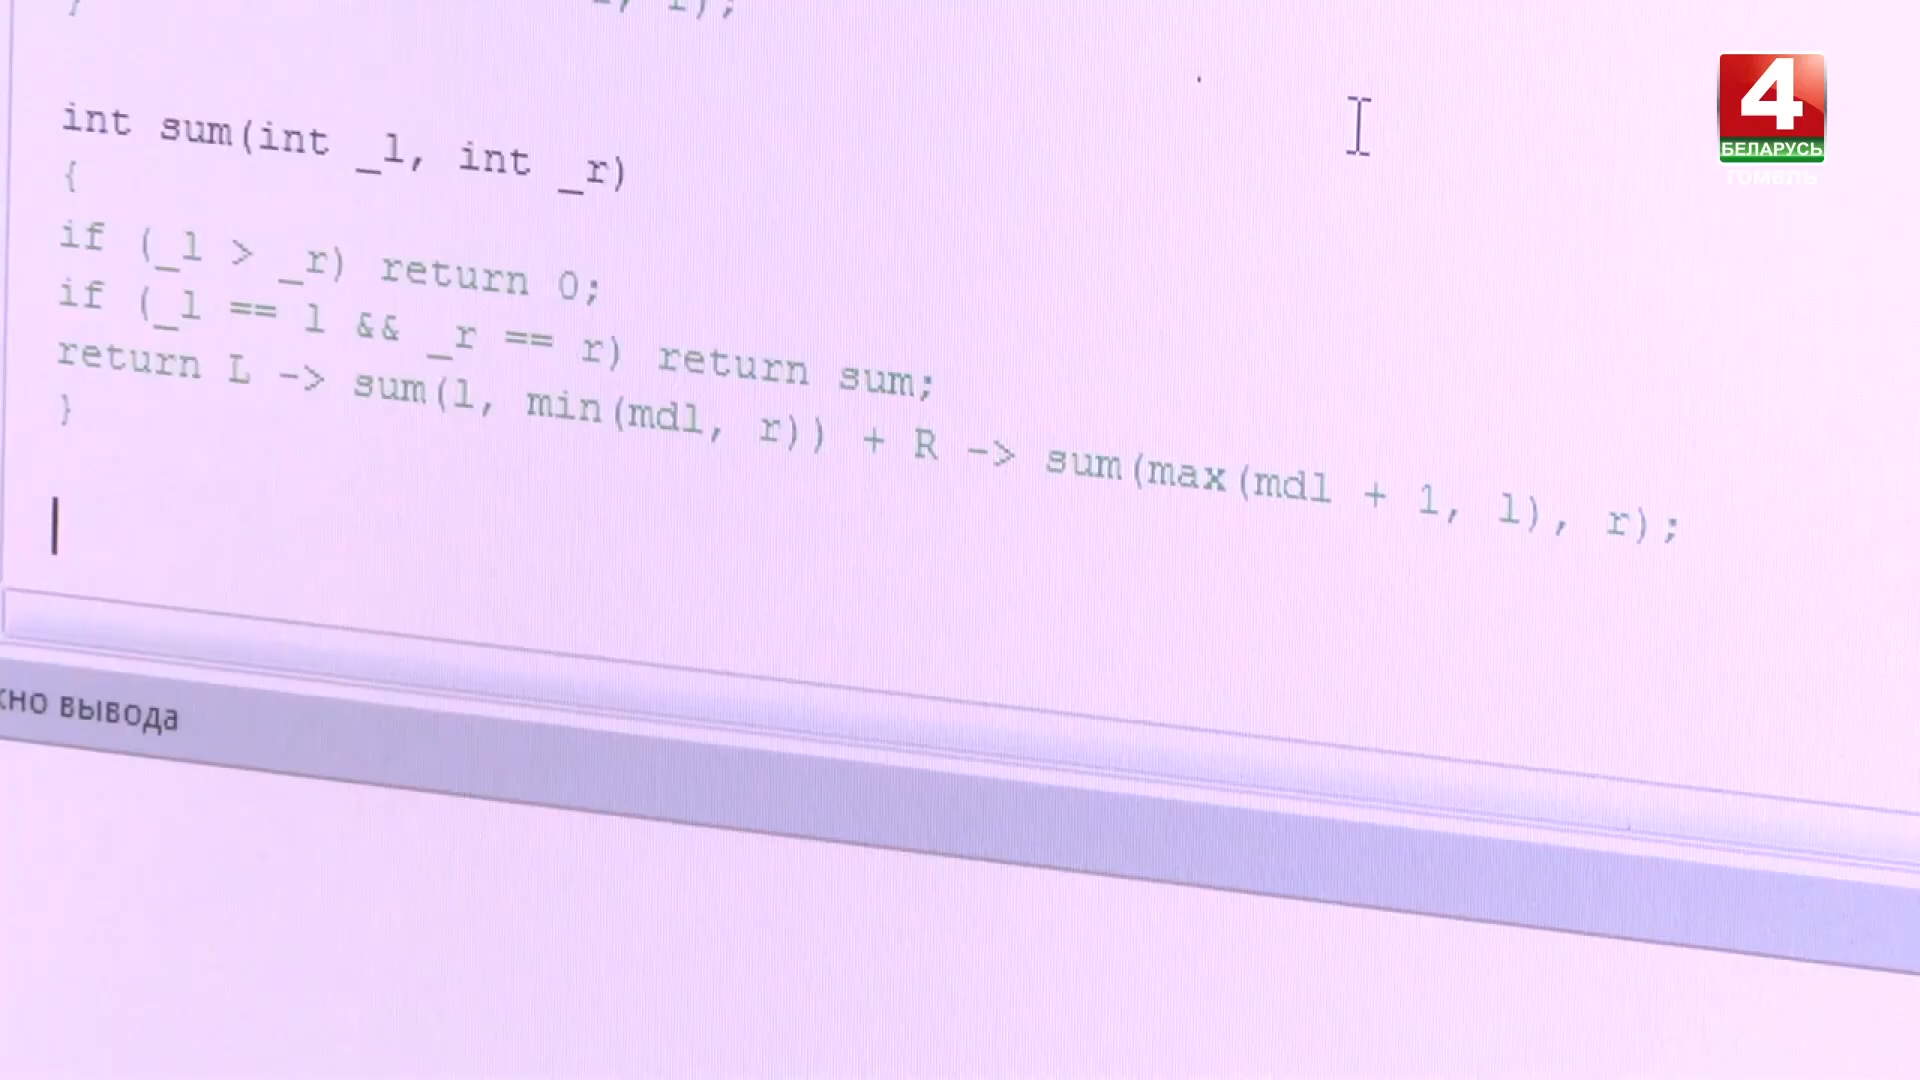 int sum(int _l, int _r)
{
if (_l > _r) return 0;
if (_l == l && _r == r) return sum;
return L -> sum(l, min(mdl, r)) + R -> sum(max(mdl + 1, l), r);
}
вывода
4
БЕЛАРУСЬ
гомель